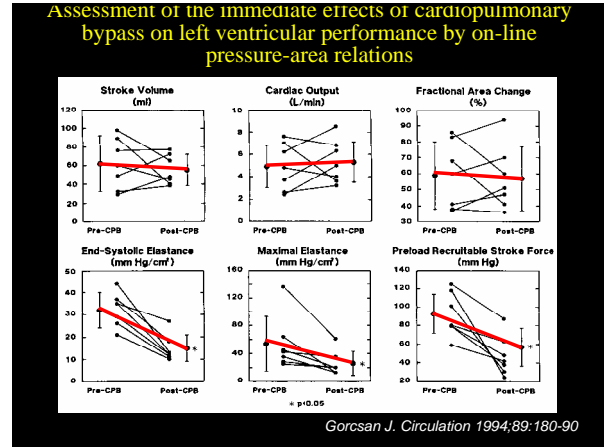 Assessment of the immediate effects of cardiopulmonary
bypass on left ventricular performance by on-line
pressure-area relations
Stroke Volume
(ml)
120
100
80
60
40
20
0
Pre-CPB Post-CPB
Cardiac Output
(L/min)
10
8
6
4
2
0
Pre-CPB Post-CPB
Fractional Area Change
(%)
100
90
80
70
60
50
40
30
Pre-CPB Post-CPB
End-Systolic Elastance
(mm Hg/cm²)
50
40
30
20
10
0
Pre-CPB Post-CPB
*
Maximal Elastance
(mm Hg/cm²)
160
120
80
40
0
Pre-CPB Post-CPB
*
Preload Recruitable Stroke Force
(mm Hg)
140
120
100
80
60
40
20
Pre-CPB Post-CPB
*
* p<0.05
Gorcsan J. Circulation 1994;89:180-90